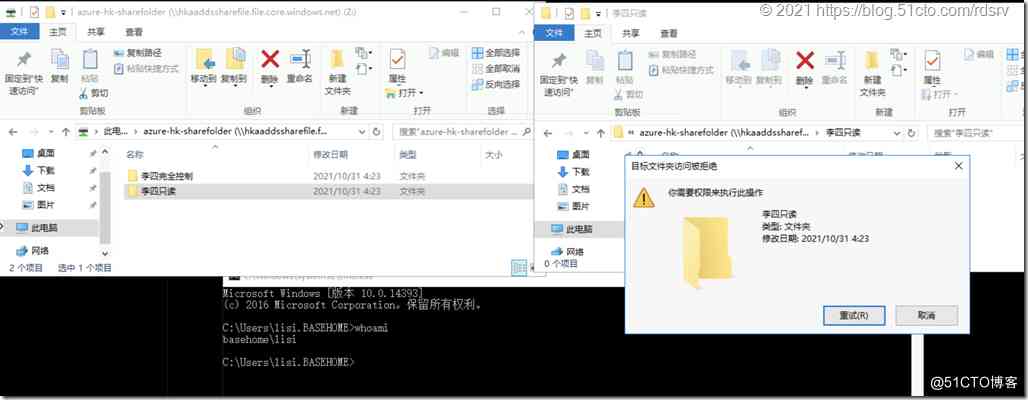 © 2021 https://blog.51cto.com/rdsrv
azure-hk-sharefolder (\\hkaaddssharefile.file.core.windows.net) (Z:)
文件 主页 共享 查看
固定到"快速访问"
复制
粘贴
复制路径
粘贴快捷方式
剪切
剪贴板
移动到 复制到 删除 重命名
组织
新建文件夹
新建
属性
打开
编辑
打开
全部选择
全部取消
反向选择
选择
此电... azure-hk-sharefolder (\\hkaaddssharefile.f...
搜索"azure-hk-sharefolder ...
桌面
下载
文档
图片
此电脑
网络
名称 修改日期 类型 大小
李四完全控制 2021/10/31 4:23 文件夹
李四只读 2021/10/31 4:23 文件夹
2 个项目 选中 1 个项目
李四只读
文件 主页 共享 查看
固定到"快速访问"
复制
粘贴
复制路径
粘贴快捷方式
剪切
剪贴板
移动到 复制到 删除 重命名
组织
新建文件夹
新建
属性
打开
编辑
打开
全部选择
全部取消
反向选择
选择
azure-hk-sharefolder (\\hkaaddssharef... 李四只读
搜索"李四只读"
桌面
下载
文档
图片
此电脑
网络
0 个项目
目标文件夹访问被拒绝
你需要权限来执行此操作
李四只读
类型: 文件夹
修改日期: 2021/10/31 4:23
重试(R) 取消
Microsoft Windows [版本 10.0.14393]
(c) 2016 Microsoft Corporation。保留所有权利。
C:\Users\lisi.BASEHOME>whoami
basehome\lisi
C:\Users\lisi.BASEHOME>
@51CTO博客